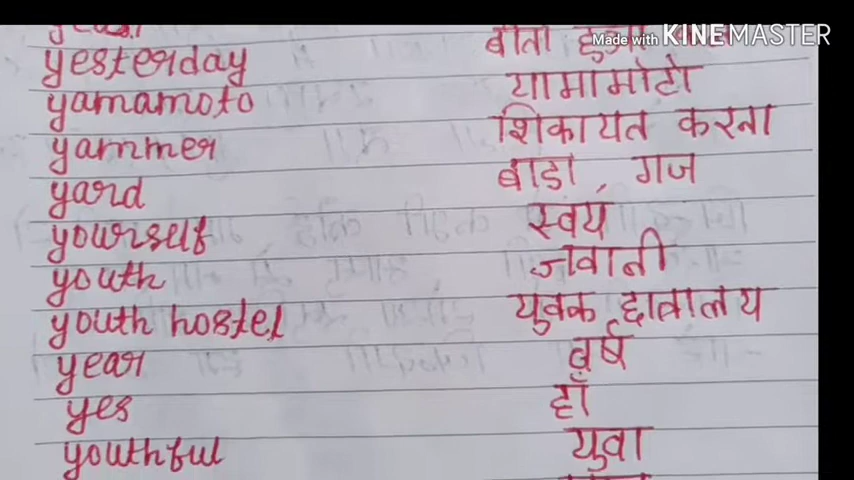 Made with KINEMASTER
yesterday बीता हुआ
yamamoto यामामोटो
yammer शिकायत करना
yard बाडा, गज
yourself स्वयं
youth जवानी
youth hostel युवक छात्रालय
year वर्ष
yes हाँ
youthful युवा